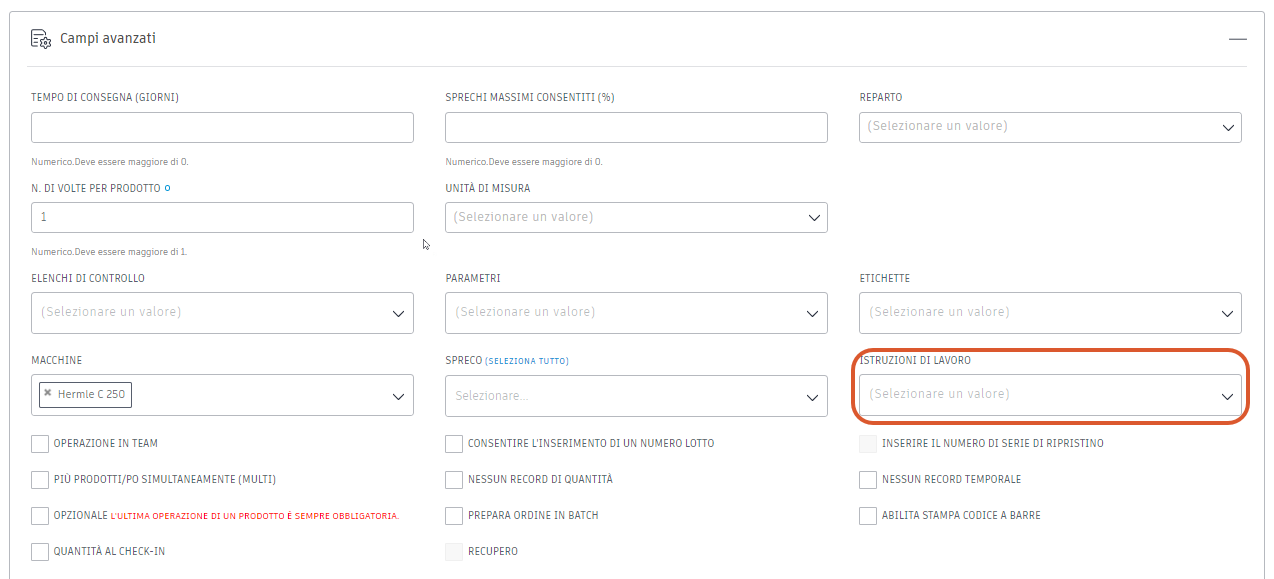 Campi avanzati
TEMPO DI CONSEGNA (GIORNI) SPRECHI MASSIMI CONSENTITI (%) REPARTO
(Selezionare un valore)
Numerico.Deve essere maggiore di 0. Numerico.Deve essere maggiore di 0.
N. DI VOLTE PER PRODOTTO UNITÀ DI MISURA
1 (Selezionare un valore)
Numerico.Deve essere maggiore di 1.
ELENCHI DI CONTROLLO PARAMETRI ETICHETTE
(Selezionare un valore) (Selezionare un valore) (Selezionare un valore)
MACCHINE SPRECO (SELEZIONA TUTTO) ISTRUZIONI DI LAVORO
Hermle C 250 Selezionare... (Selezionare un valore)
OPERAZIONE IN TEAM CONSENTIRE L'INSERIMENTO DI UN NUMERO LOTTO INSERIRE IL NUMERO DI SERIE DI RIPRISTINO
PIÙ PRODOTTI/PO SIMULTANEAMENTE (MULTI) NESSUN RECORD DI QUANTITÀ NESSUN RECORD TEMPORALE
OPZIONALE L'ULTIMA OPERAZIONE DI UN PRODOTTO È SEMPRE OBBLIGATORIA. PREPARA ORDINE IN BATCH ABILITA STAMPA CODICE A BARRE
QUANTITÀ AL CHECK-IN RECUPERO